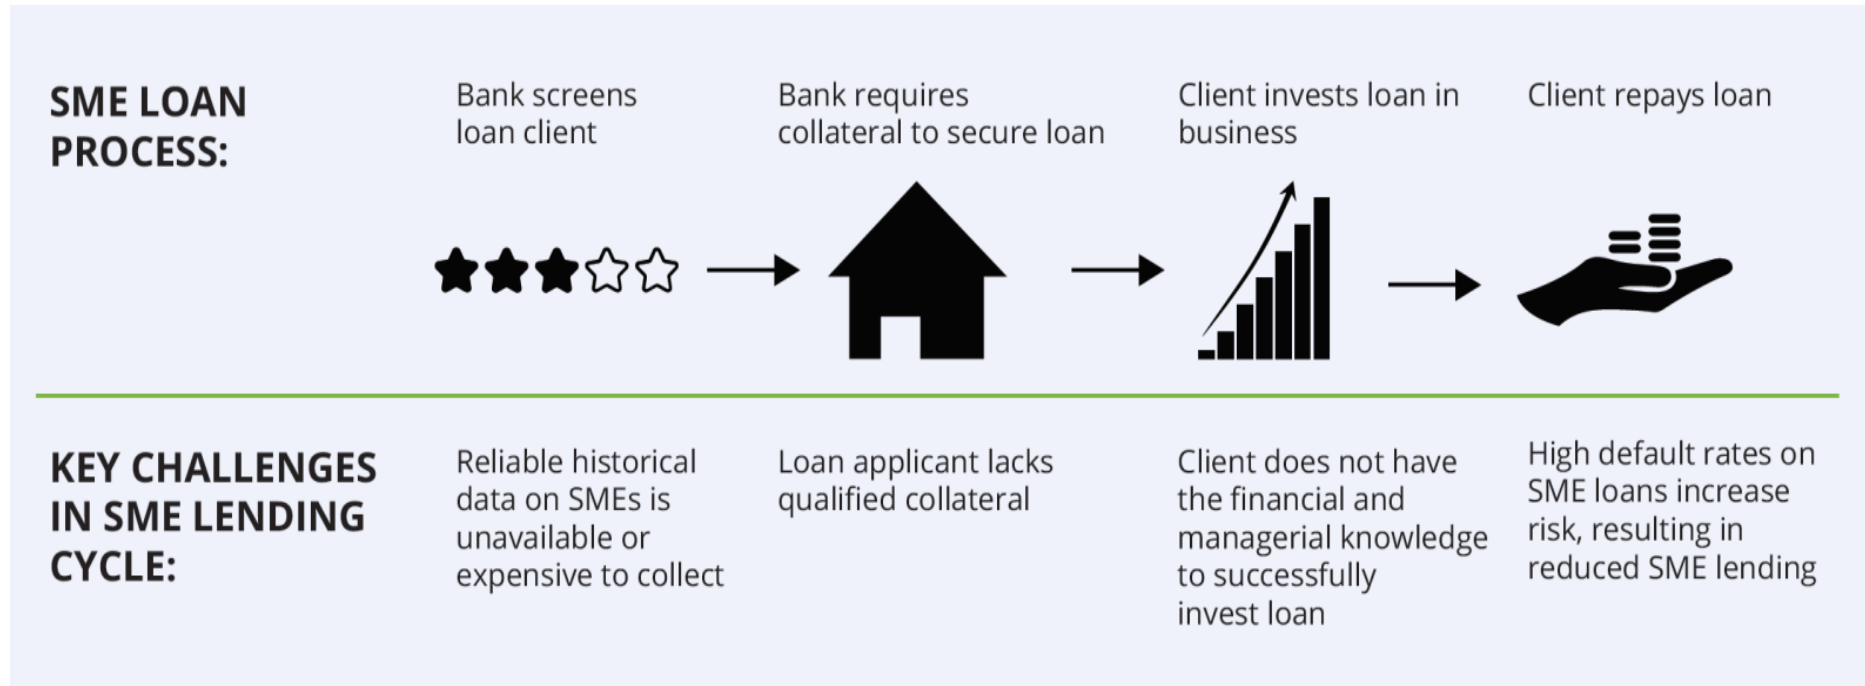 SME LOAN
PROCESS:
Bank screens
loan client
Bank requires
collateral to secure loan
Client invests loan in
business
Client repays loan
KEY CHALLENGES
IN SME LENDING
CYCLE:
Reliable historical
data on SMEs is
unavailable or
expensive to collect
Loan applicant lacks
qualified collateral
Client does not have
the financial and
managerial knowledge
to successfully
invest loan
High default rates on
SME loans increase
risk, resulting in
reduced SME lending